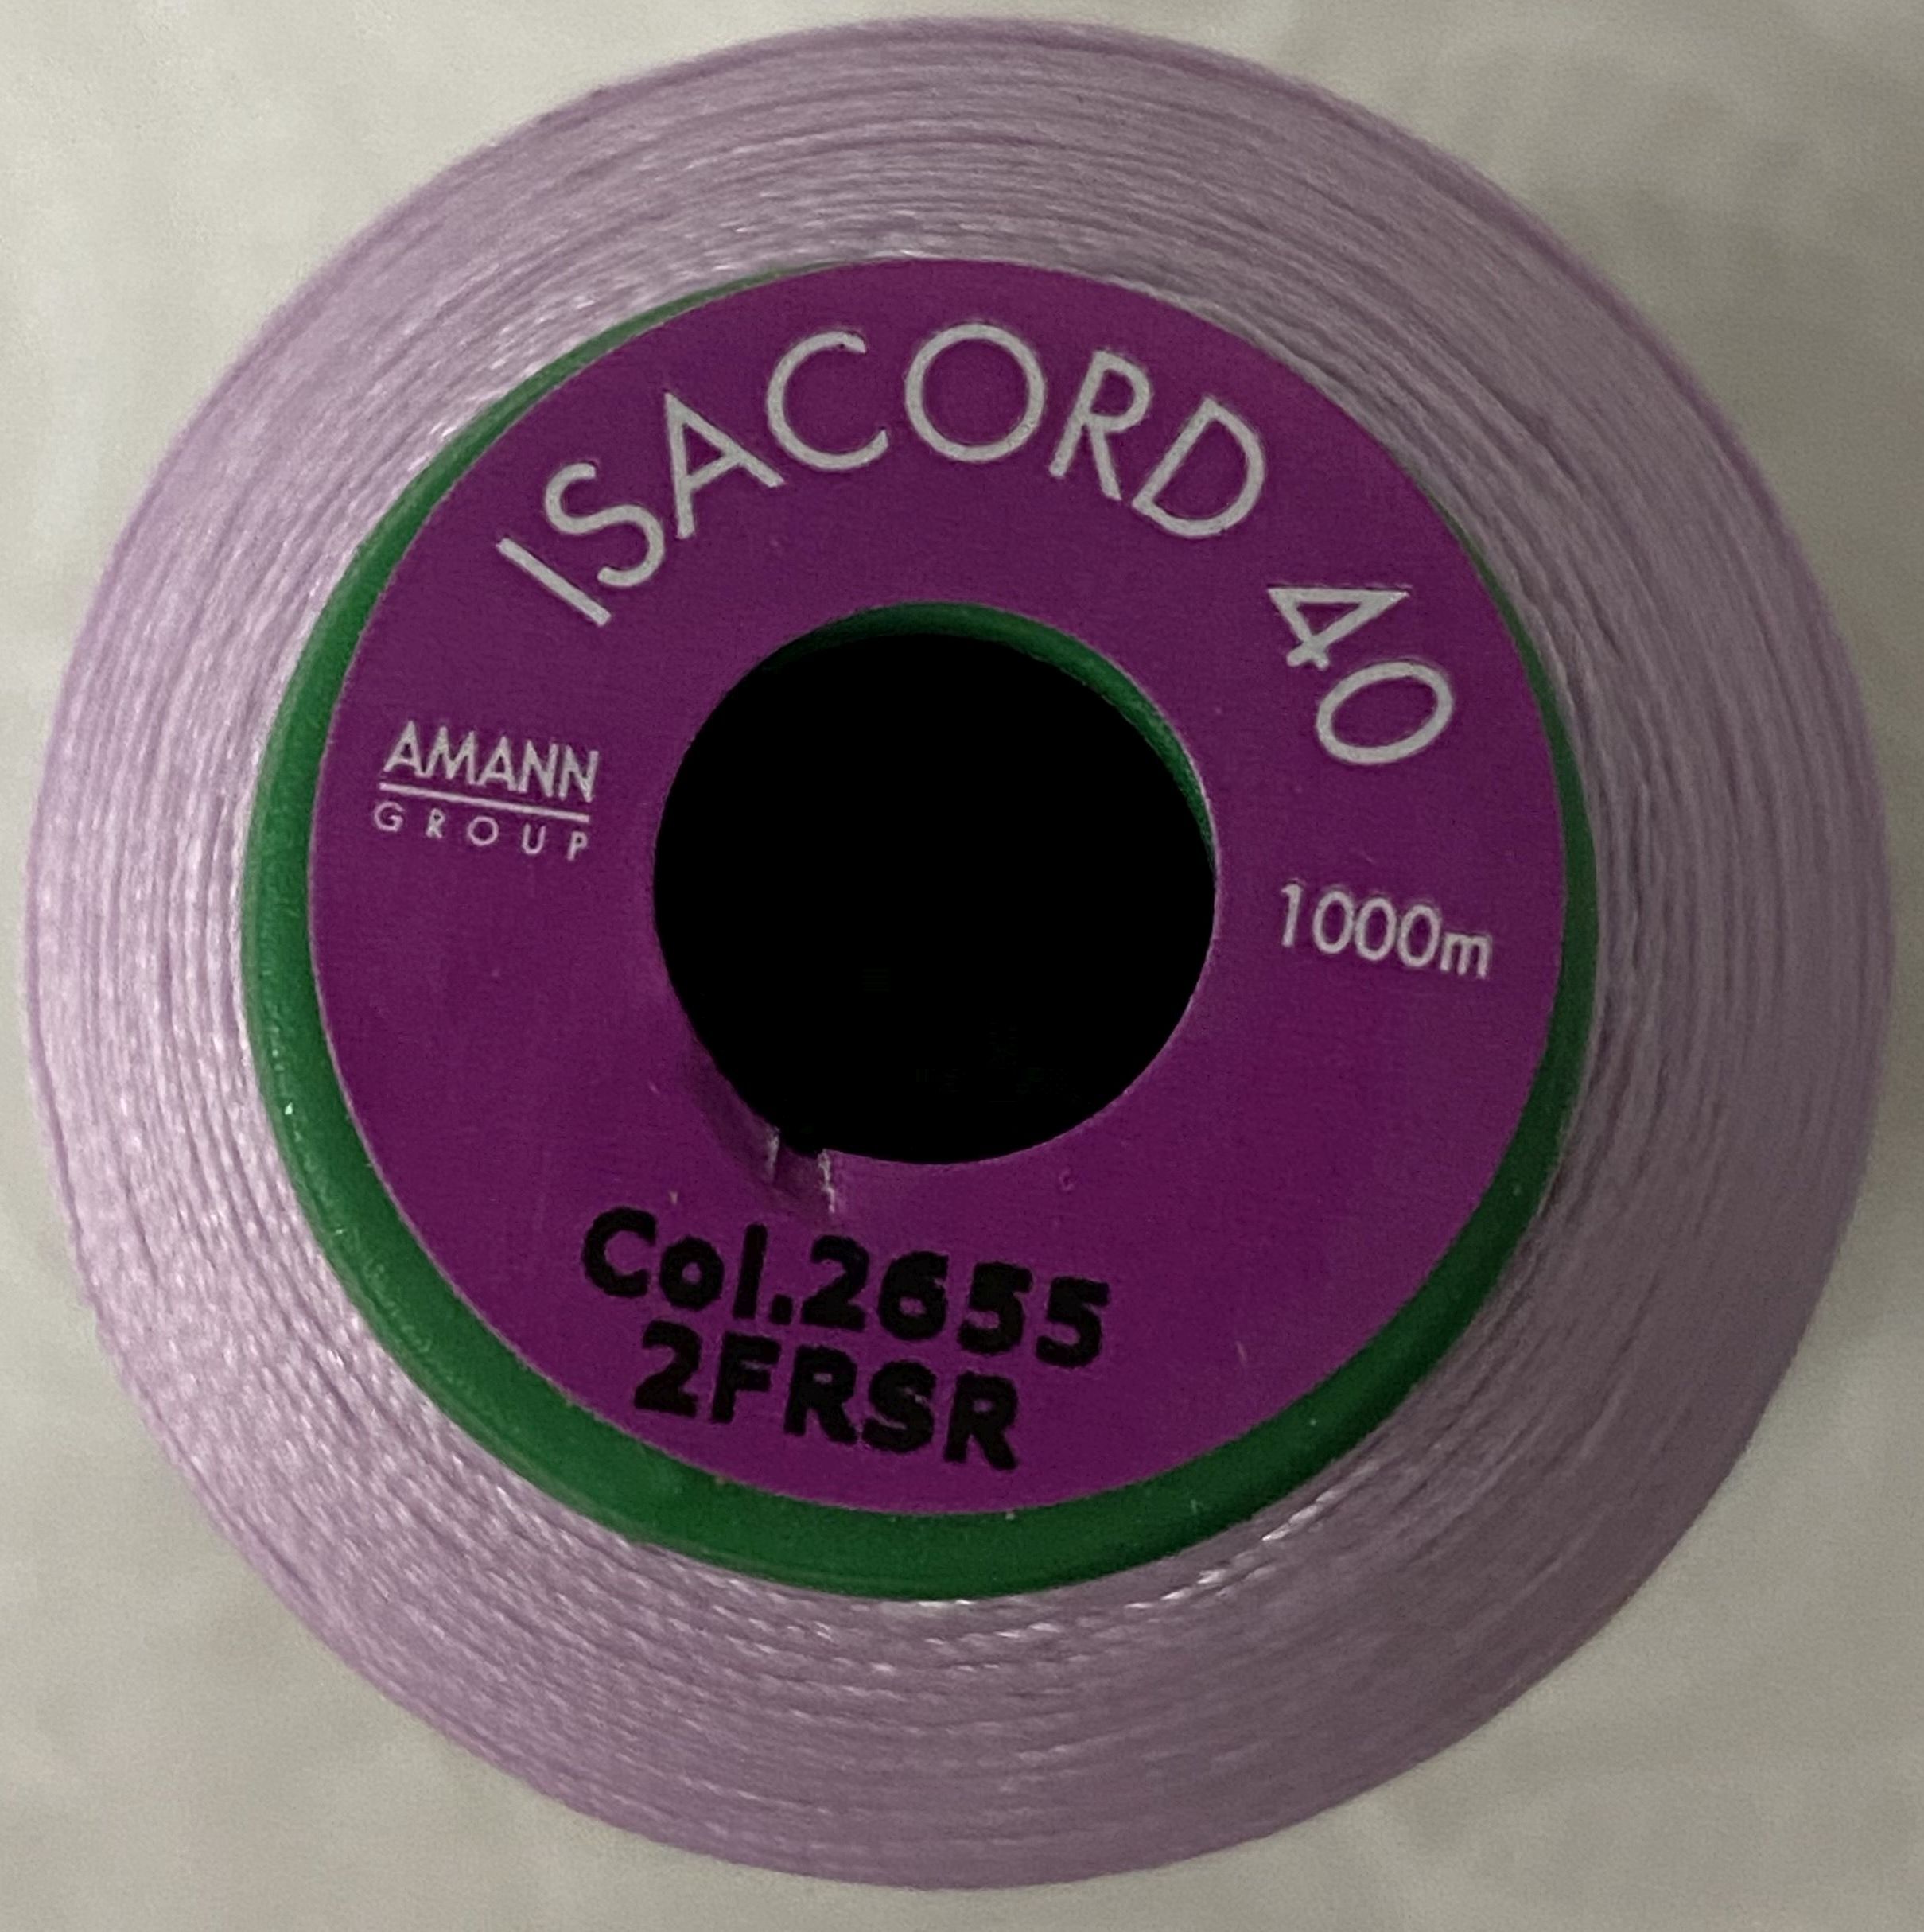 ISACORD 40
AMANN
GROUP
1000m
Col.2655
2FRSR